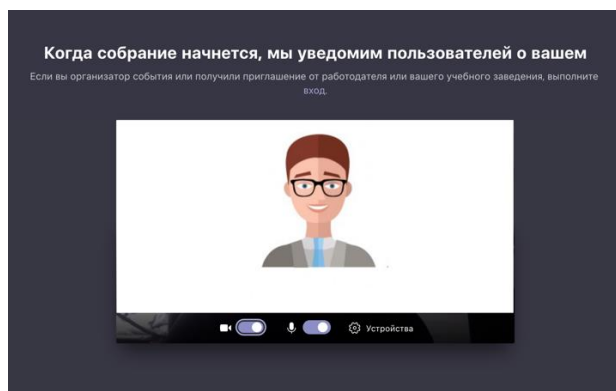 Когда собрание начнется, мы уведомим пользователей о вашем
Если вы организатор события или получили приглашение от работодателя или вашего учебного заведения, выполните
вход.
Устройства